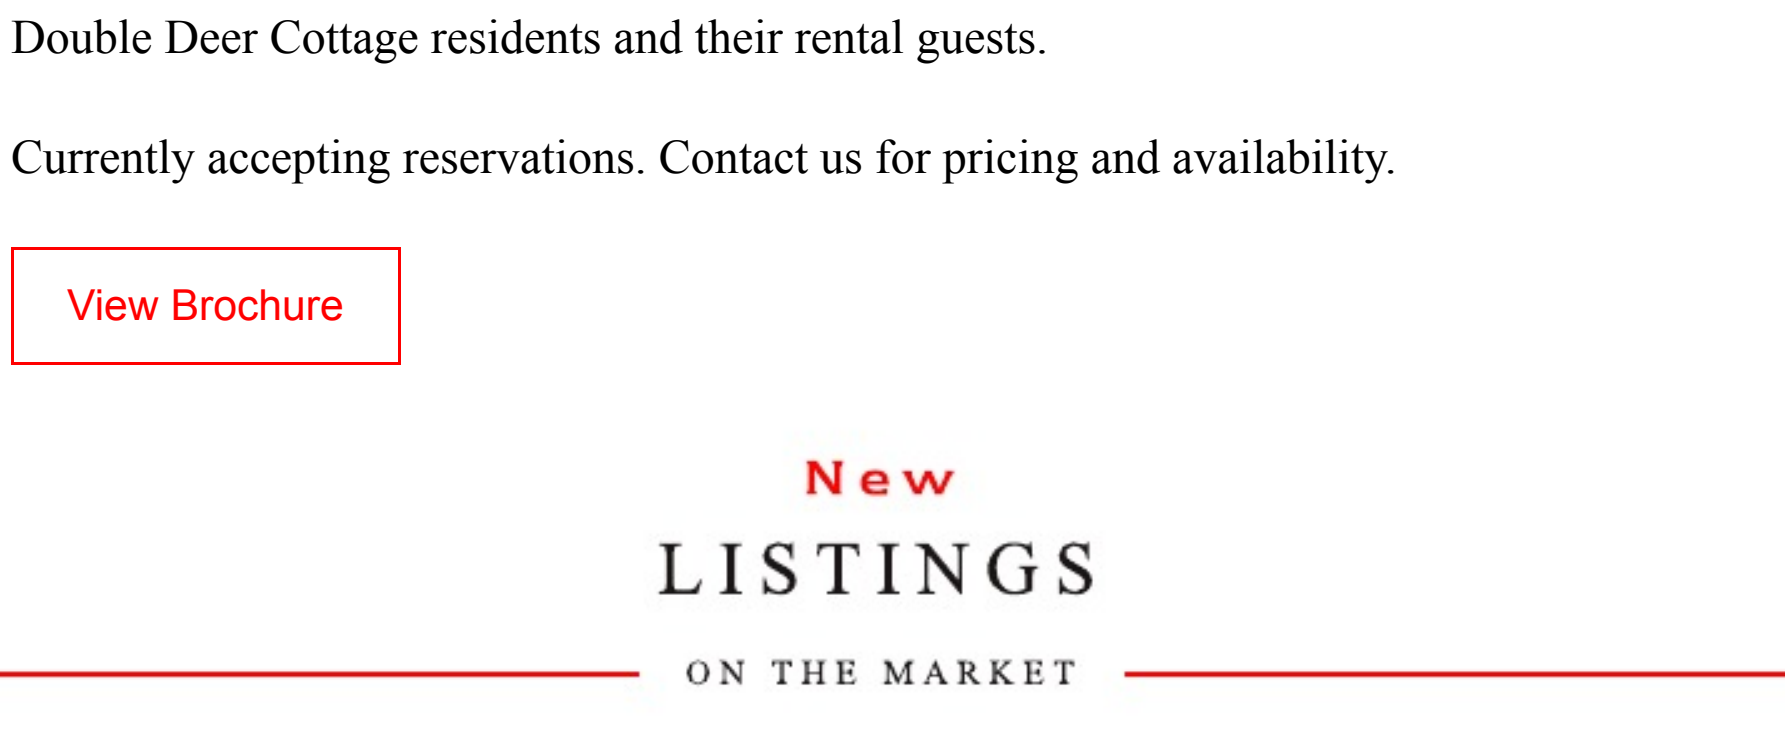 Double Deer Cottage residents and their rental guests.
Currently accepting reservations. Contact us for pricing and availability.
View Brochure
New
LISTINGS
ON THE MARKET